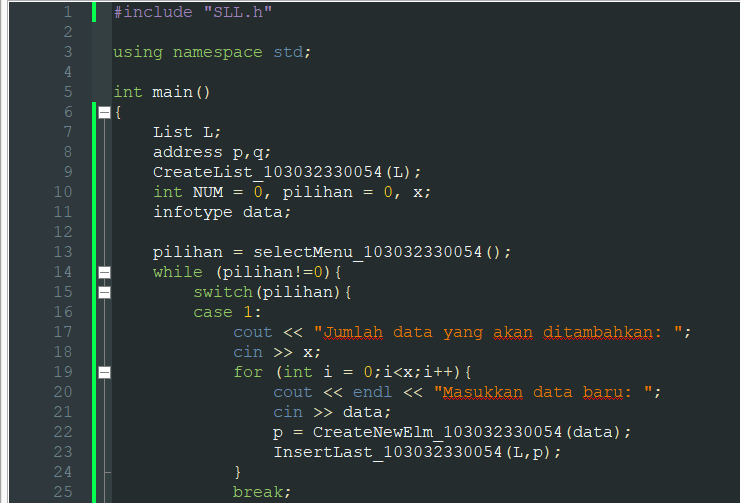 1 #include "SLL.h"
2
3 using namespace std;
4
5 int main()
6 {
7     List L;
8     address p,q;
9     CreateList_103032330054(L);
10     int NUM = 0, pilihan = 0, x;
11     infotype data;
12
13     pilihan = selectMenu_103032330054();
14     while (pilihan!=0){
15         switch(pilihan){
16         case 1:
17             cout << "Jumlah data yang akan ditambahkan: ";
18             cin >> x;
19             for (int i = 0;i<x;i++){
20                 cout << endl << "Masukkan data baru: ";
21                 cin >> data;
22                 p = CreateNewElm_103032330054(data);
23                 InsertLast_103032330054(L,p);
24             }
25             break;